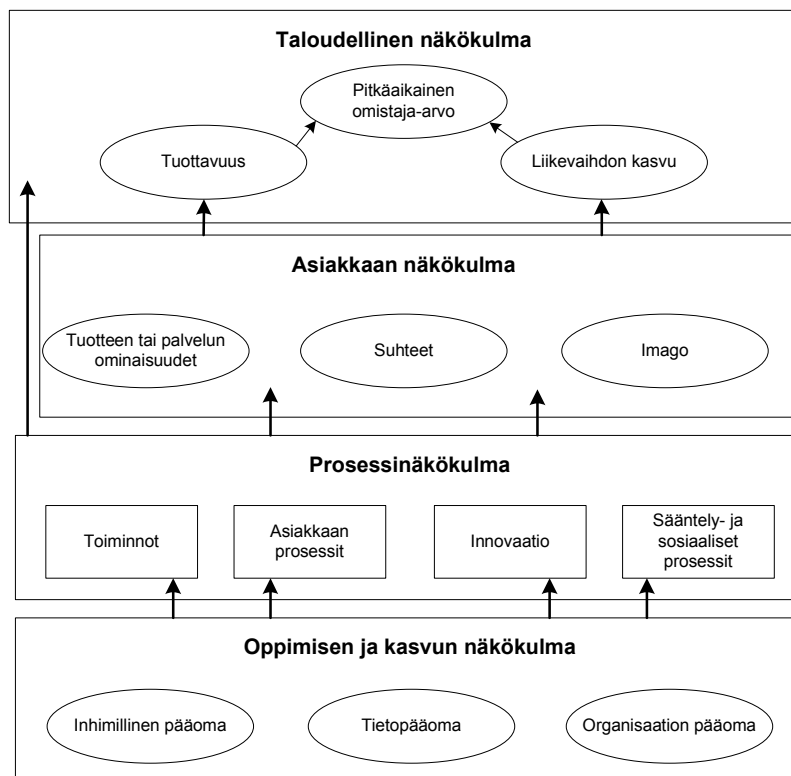 Taloudellinen näkökulma
Pitkäaikainen
omistaja-arvo
Tuottavuus
Liikevaihdon kasvu
Asiakkaan näkökulma
Tuotteen tai palvelun
ominaisuudet
Suhteet
Imago
Prosessinäkökulma
Toiminnot
Asiakkaan
prosessit
Innovaatio
Sääntely- ja
sosiaaliset
prosessit
Oppimisen ja kasvun näkökulma
Inhimillinen pääoma
Tietopääoma
Organisaation pääoma